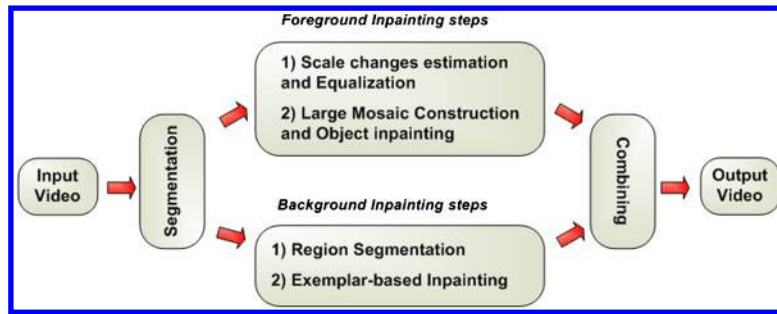 Foreground Inpainting steps
1) Scale changes estimation
and Equalization
2) Large Mosaic Construction
and Object inpainting
Input
Video
Segmentation
Combining
Output
Video
Background Inpainting steps
1) Region Segmentation
2) Exemplar-based Inpainting